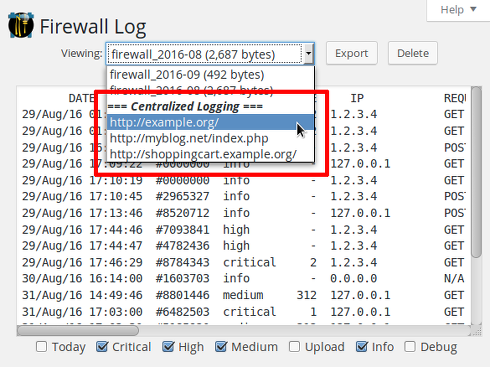 Help
Firewall Log
Viewing: firewall_2016-08 (2,687 bytes) Export Delete
firewall_2016-09 (492 bytes)
firewall_2016-08 (2,687 bytes)
=== Centralized Logging ===
http://example.org/
http://myblog.net/index.php
http://shoppingcart.example.org/
DATE IP REQU
29/Aug/16 01 1.2.3.4 GET
29/Aug/16 01 1.2.3.4 GET
29/Aug/16 16 1.2.3.4 POST
29/Aug/16 17:09:22 #0000000 info - 127.0.0.1 GET
29/Aug/16 17:10:19 #0000000 info - 1.2.3.4 GET
29/Aug/16 17:10:45 #2965327 info - 1.2.3.4 POST
29/Aug/16 17:13:46 #8520712 info - 127.0.0.1 POST
29/Aug/16 17:44:46 #7093841 high - 1.2.3.4 GET
29/Aug/16 17:44:47 #4782436 high - 1.2.3.4 GET
29/Aug/16 17:46:29 #8784343 critical 2 1.2.3.4 GET
30/Aug/16 16:14:00 #1603703 info - 0.0.0.0 N/A
31/Aug/16 14:49:46 #8801446 medium 312 127.0.0.1 GET
31/Aug/16 17:03:00 #6482503 critical 1 127.0.0.1 GET
Today Critical High Medium Upload Info Debug